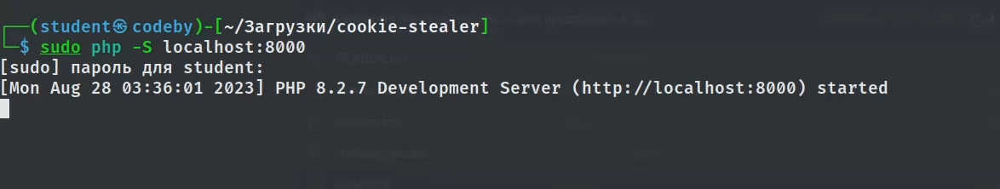 ┌──(student㉿codeby)-[~/Загрузки/cookie-stealer]
└─$ sudo php -S localhost:8000
[sudo] пароль для student:
[Mon Aug 28 03:36:01 2023] PHP 8.2.7 Development Server (http://localhost:8000) started